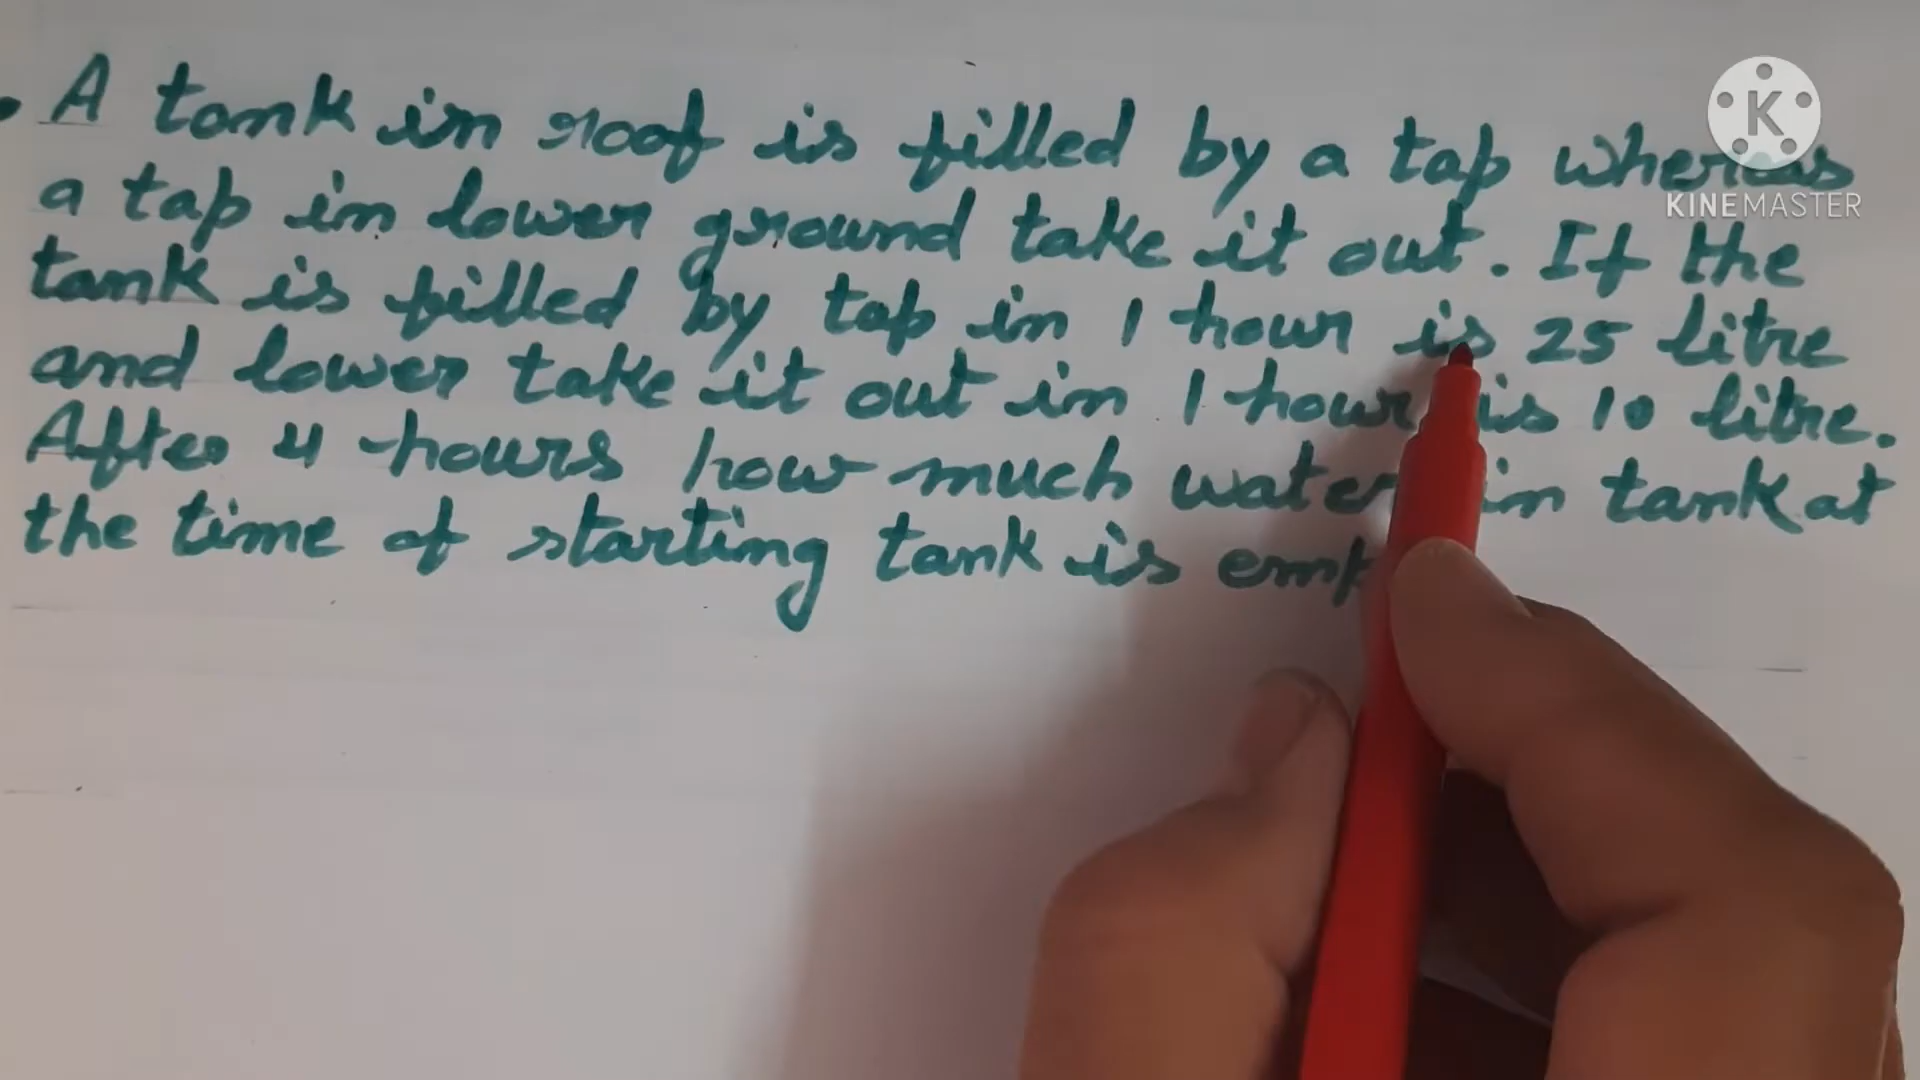 A tank in roof is filled by a tap whereas
a tap in lower ground take it out. If the
tank is filled by tap in 1 hour is 25 litre
and lower take it out in 1 hour is 10 litre.
After 4 hours how much water in tank at
the time of starting tank is emp
K
KINEMASTER